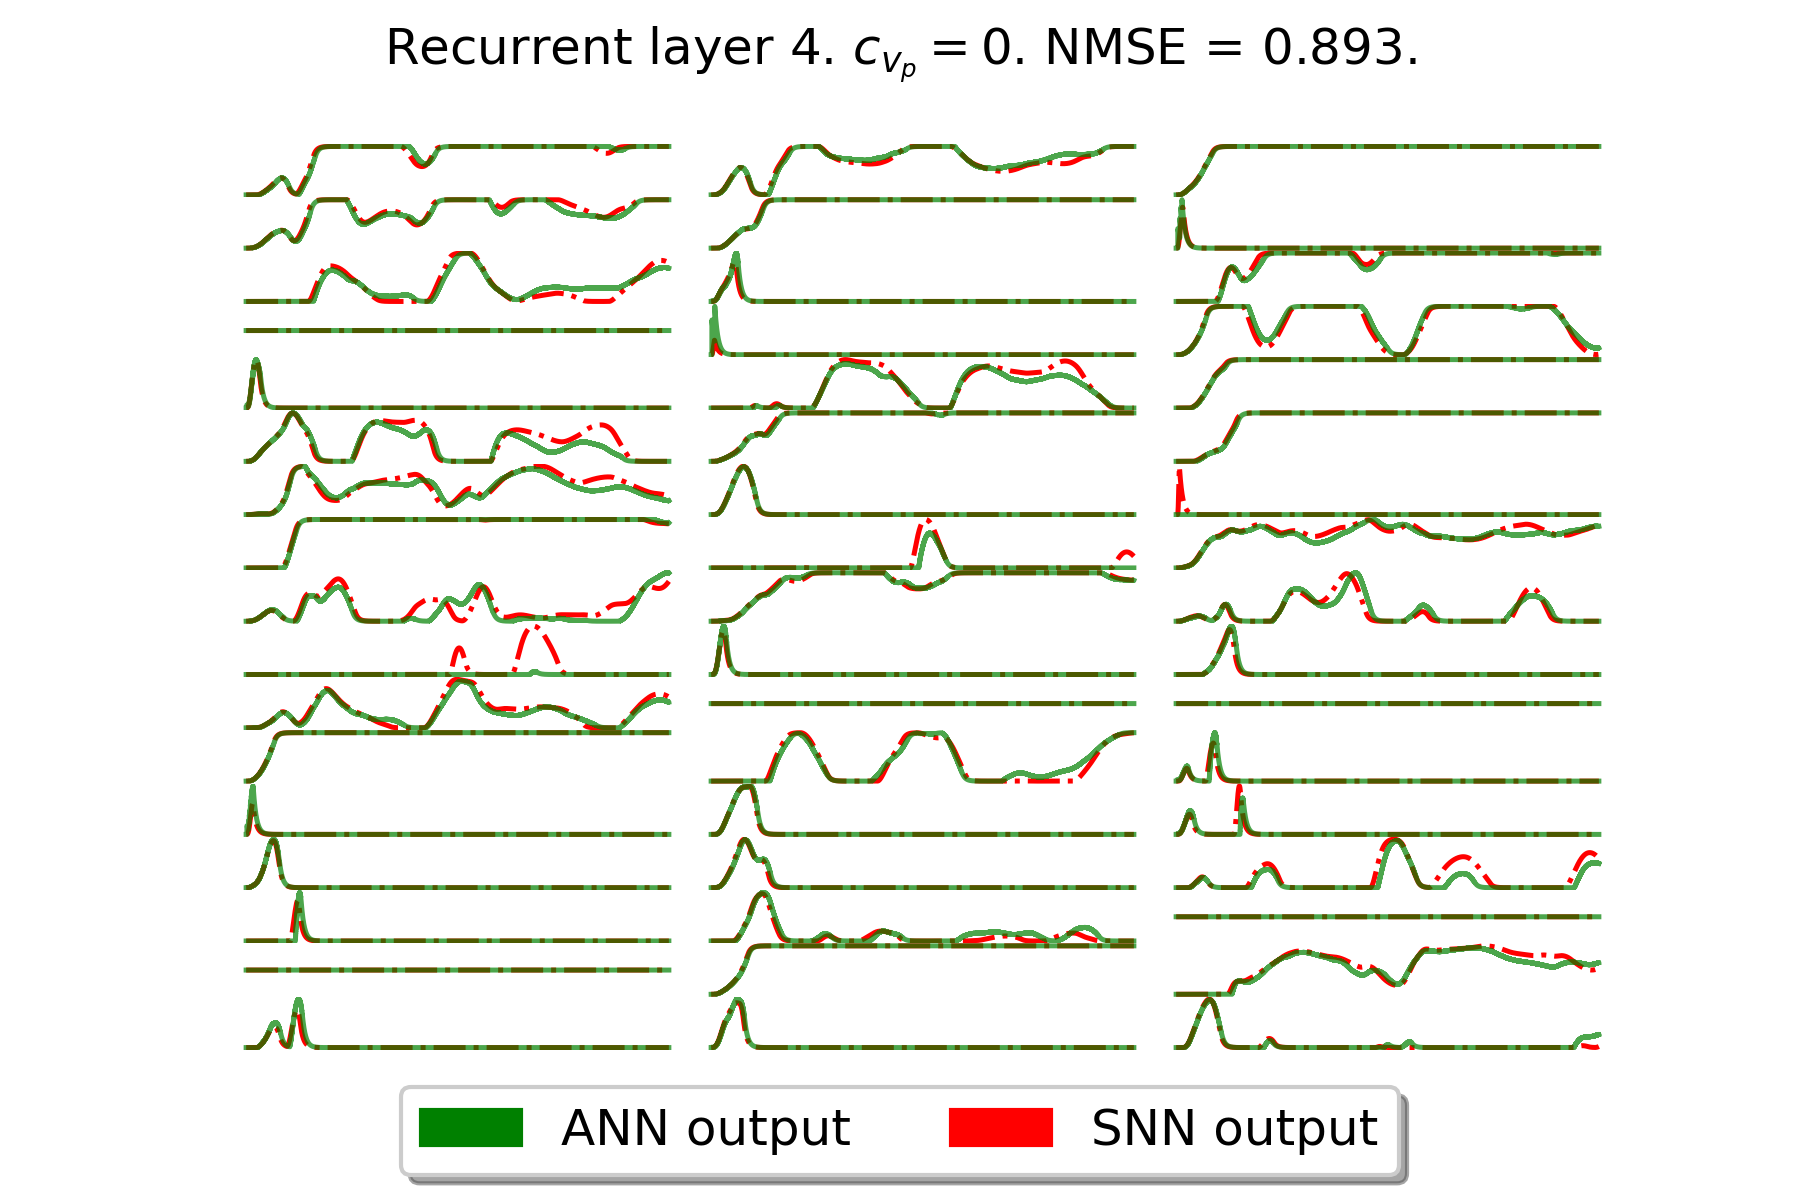 Recurrent layer 4. $c_{v_p} = 0$. NMSE = 0.893.
ANN output
SNN output